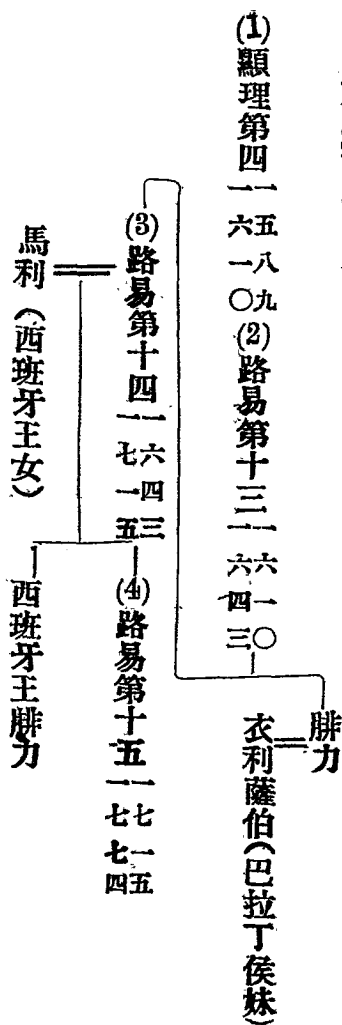 (1)顯理第四 一五八九 一六一〇
(2)路易第十三 一六一〇 一六四三
腓力
衣利薩伯(巴拉丁侯妹)
(3)路易第十四 一六四三 一七一五
馬利(西班牙王女)
(4)路易第十五 一七一五 一七七四
西班牙王腓力